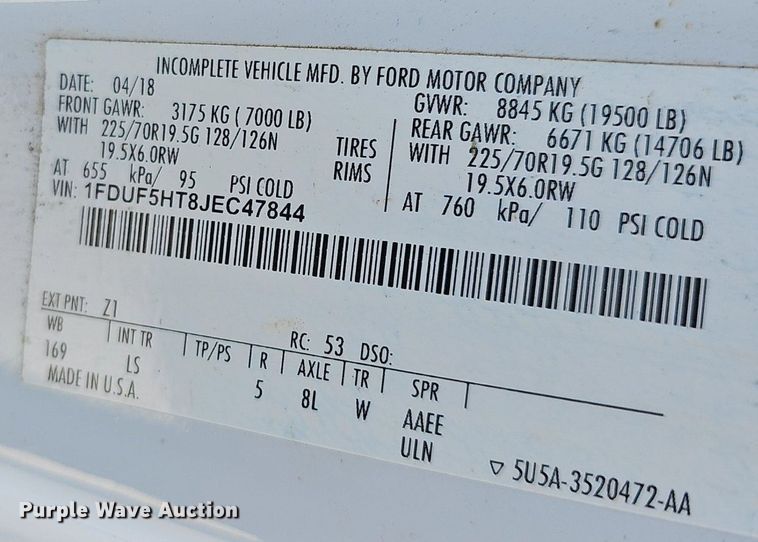 INCOMPLETE VEHICLE MFD. BY FORD MOTOR COMPANY
DATE: 04/18 GVWR: 8845 KG (19500 LB)
FRONT GAWR: 3175 KG ( 7000 LB) REAR GAWR: 6671 KG (14706 LB)
WITH 225/70R19.5G 128/126N TIRES WITH 225/70R19.5G 128/126N
19.5X6.0RW RIMS 19.5X6.0RW
AT 655 kPa/ 95 PSI COLD AT 760 kPa/ 110 PSI COLD
VIN: 1FDUF5HT8JEC47844
EXT PNT: Z1 RC: 53 DSO:
WB INT TR TP/PS R AXLE TR SPR
169 LS 5 8L W AAEE
MADE IN U.S.A. ULN
5U5A-3520472-AA
Purple Wave Auction